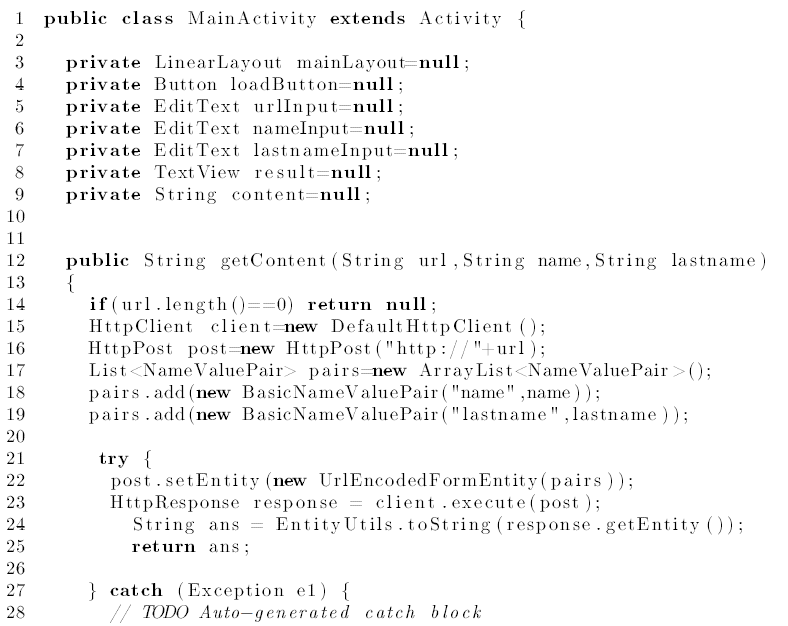 1 public class MainActivity extends Activity {
2
3 private LinearLayout mainLayout=null;
4 private Button loadButton=null;
5 private EditText urlInput=null;
6 private EditText nameInput=null;
7 private EditText lastnameInput=null;
8 private TextView result=null;
9 private String content=null;
10
11
12 public String getContent(String url,String name,String lastname)
13 {
14 if(url.length()==0) return null;
15 HttpClient client=new DefaultHttpClient();
16 HttpPost post=new HttpPost("http://"+url);
17 List<NameValuePair> pairs=new ArrayList<NameValuePair>();
18 pairs.add(new BasicNameValuePair("name",name));
19 pairs.add(new BasicNameValuePair("lastname",lastname));
20
21 try {
22 post.setEntity(new UrlEncodedFormEntity(pairs));
23 HttpResponse response = client.execute(post);
24 String ans = EntityUtils.toString(response.getEntity());
25 return ans;
26
27 } catch (Exception e1) {
28 // TODO Auto-generated catch block